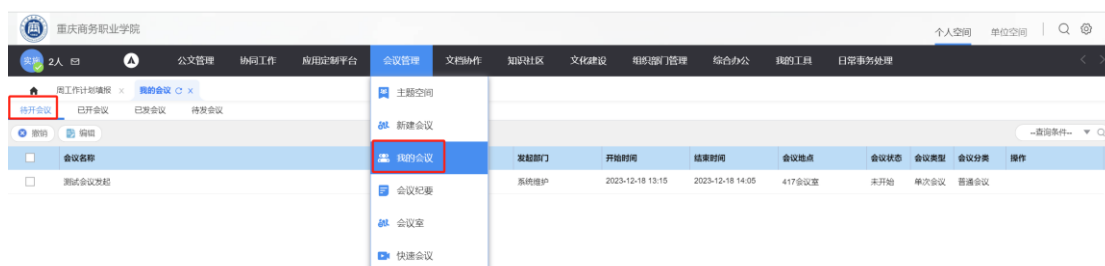 重庆商务职业学院
个人空间 单位空间
实施 2人 公文管理 协同工作 应用定制平台 会议管理 文档协作 知识社区 文化建设 组织部门管理 综合办公 我的工具 日常事务处理
周工作计划填报 × 我的会议 ×
待开会议 已开会议 已发会议 待发会议
撤销 编辑 --查询条件--
会议名称 发起部门 开始时间 结束时间 会议地点 会议状态 会议类型 会议分类 操作
测试会议发起 系统维护 2023-12-18 13:15 2023-12-18 14:05 417会议室 未开始 单次会议 普通会议
主题空间
新建会议
我的会议
会议纪要
会议室
快速会议